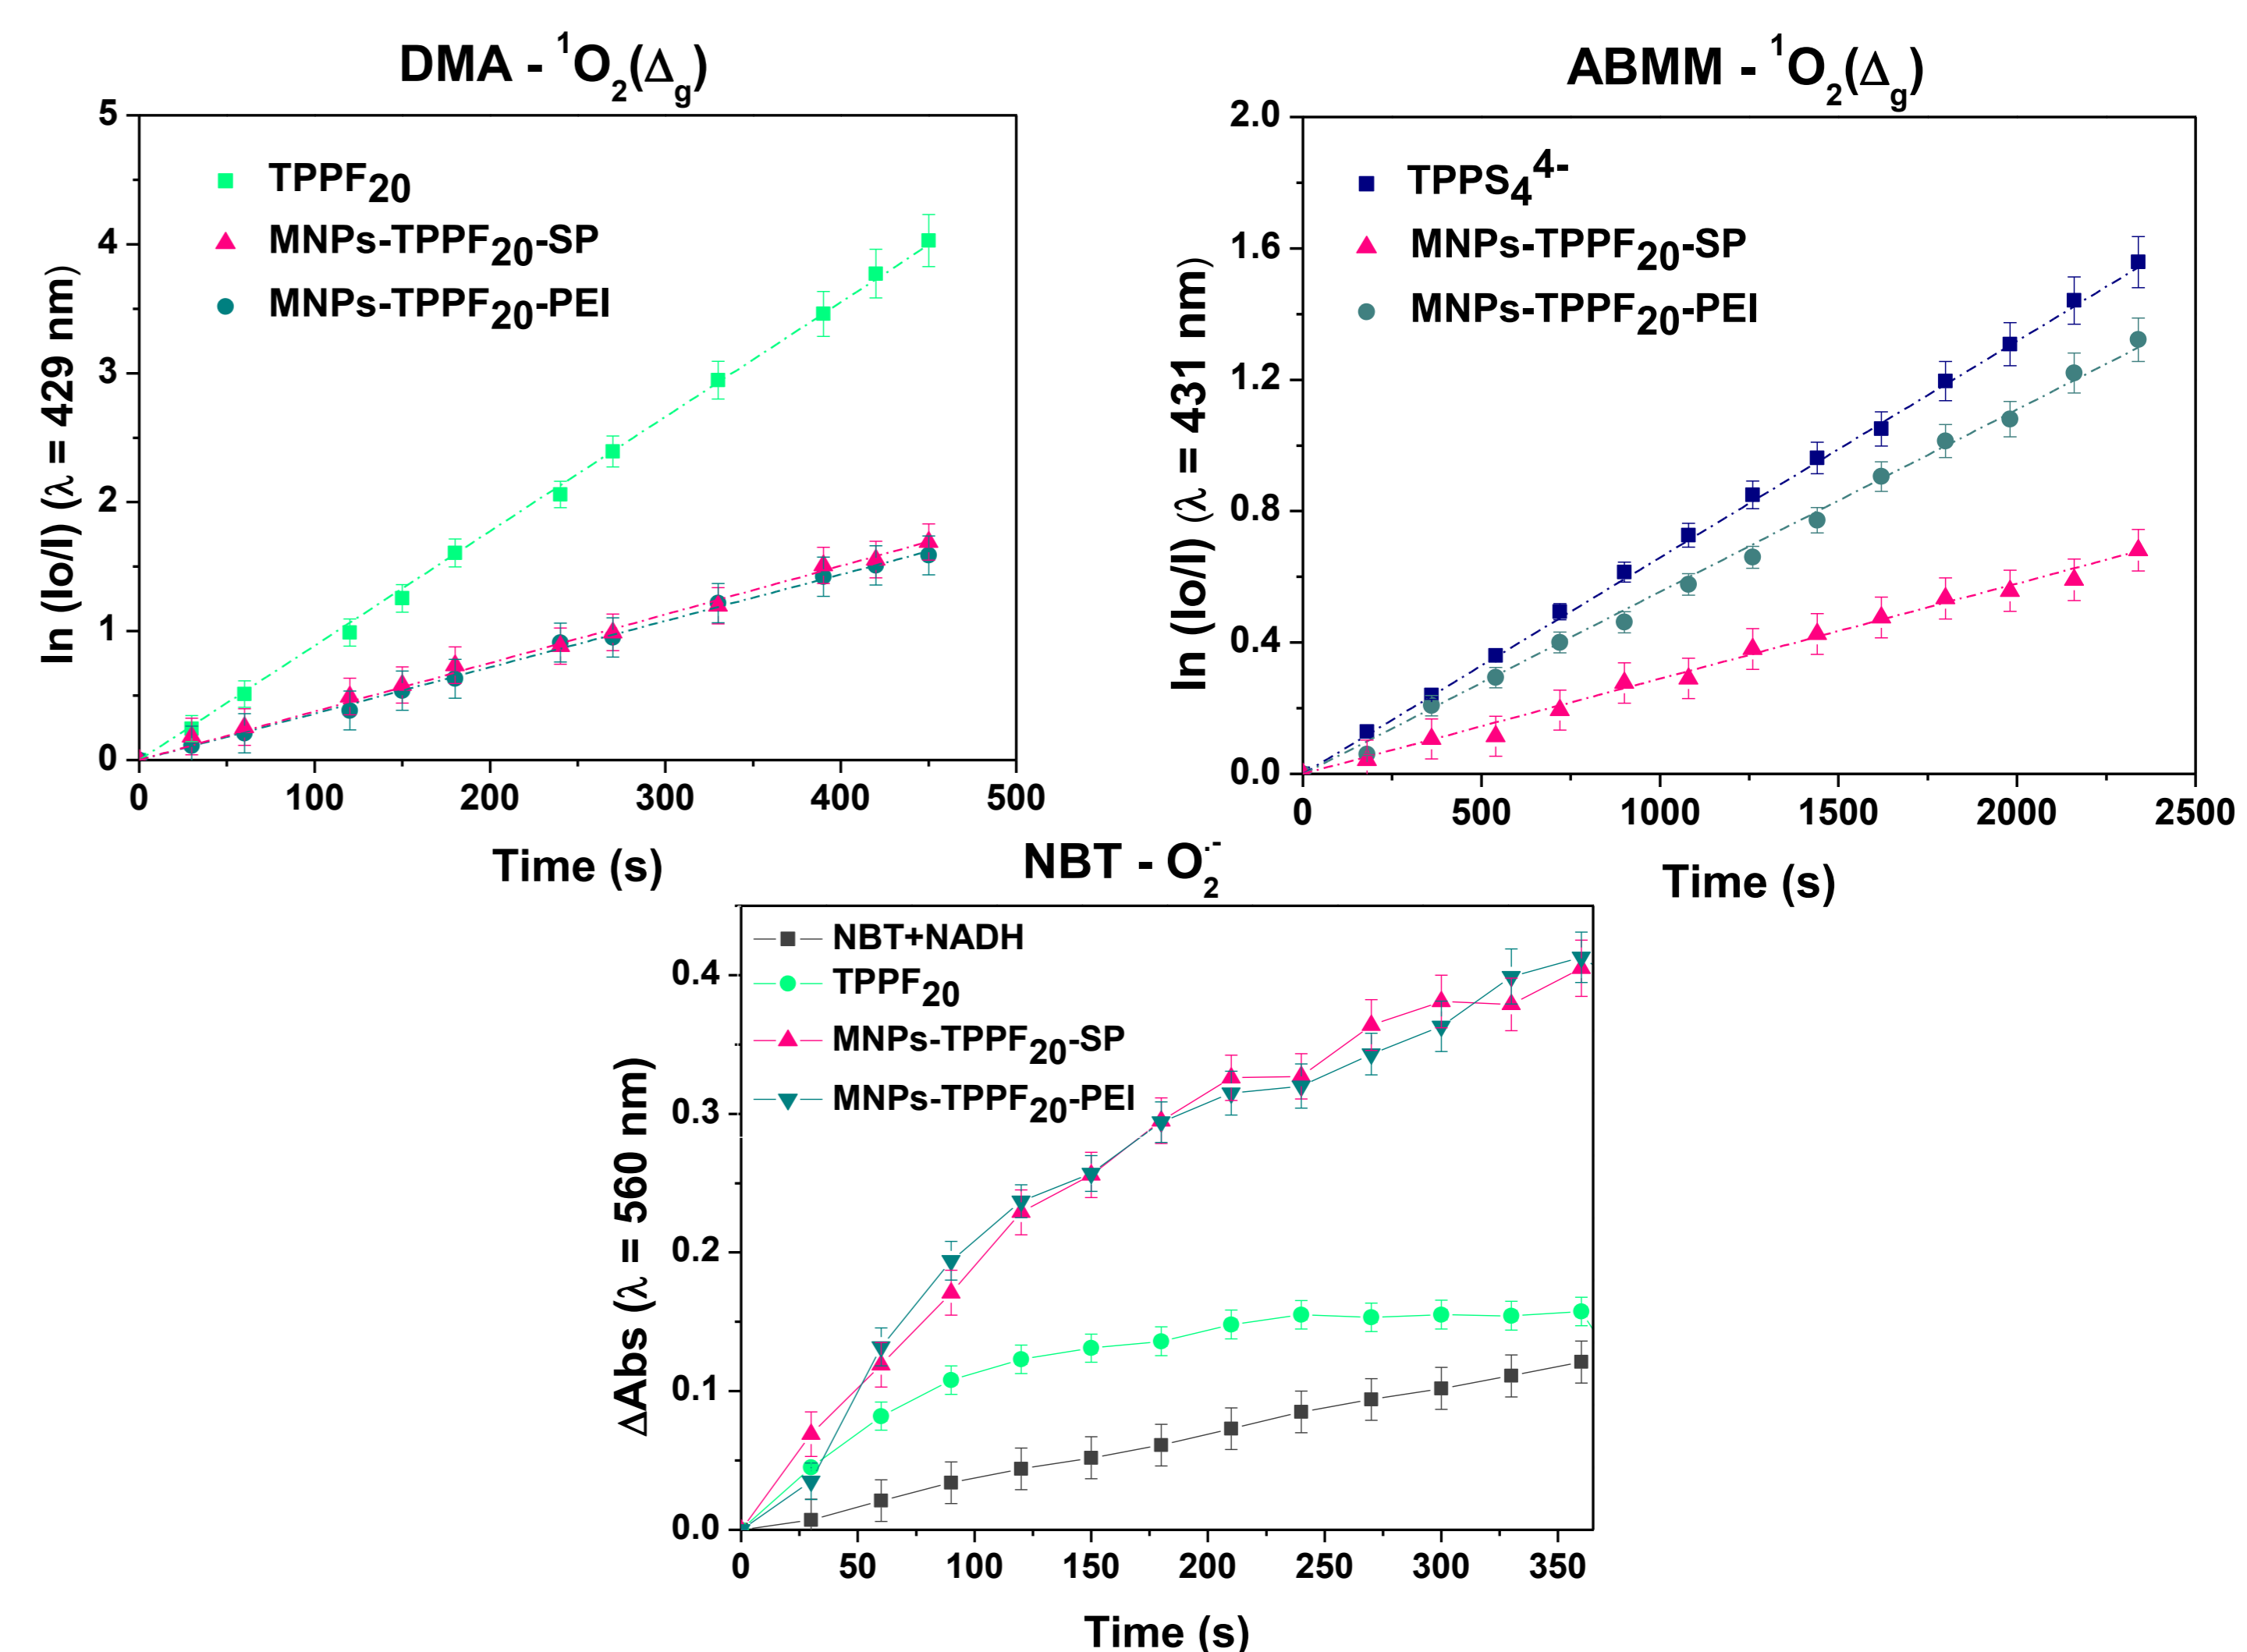 DMA - ¹O₂(Δg)
5
4
3
2
1
0
ln (Io/I) (λ = 429 nm)
TPPF₂₀
MNPs-TPPF₂₀-SP
MNPs-TPPF₂₀-PEI
0 100 200 300 400 500
Time (s)
ABMM - ¹O₂(Δg)
2.0
1.6
1.2
0.8
0.4
0.0
ln (Io/I) (λ = 431 nm)
TPPS₄⁴⁻
MNPs-TPPF₂₀-SP
MNPs-TPPF₂₀-PEI
0 500 1000 1500 2000 2500
Time (s)
NBT - O₂·⁻
0.4
0.3
0.2
0.1
0.0
ΔAbs (λ = 560 nm)
NBT+NADH
TPPF₂₀
MNPs-TPPF₂₀-SP
MNPs-TPPF₂₀-PEI
0 50 100 150 200 250 300 350
Time (s)